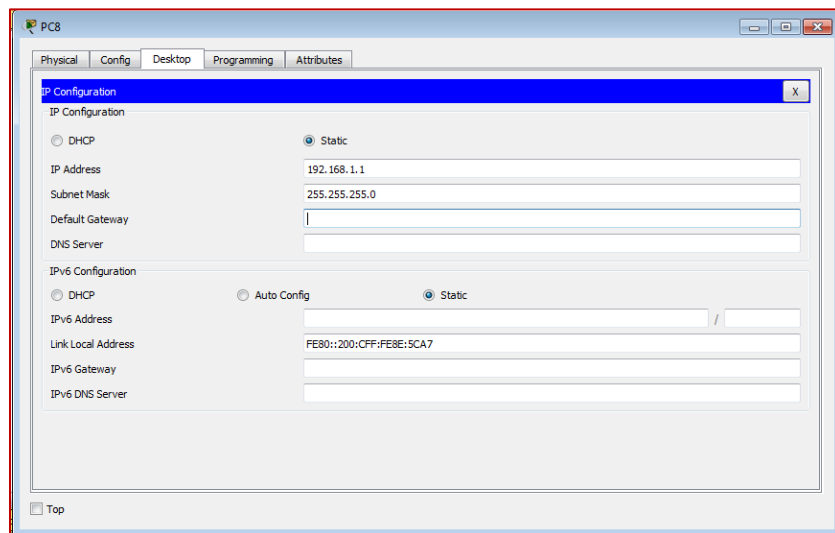 PC8
Physical Config Desktop Programming Attributes
IP Configuration X
IP Configuration
DHCP Static
IP Address 192.168.1.1
Subnet Mask 255.255.255.0
Default Gateway
DNS Server
IPv6 Configuration
DHCP Auto Config Static
IPv6 Address /
Link Local Address FE80::200:CFF:FE8E:5CA7
IPv6 Gateway
IPv6 DNS Server
Top